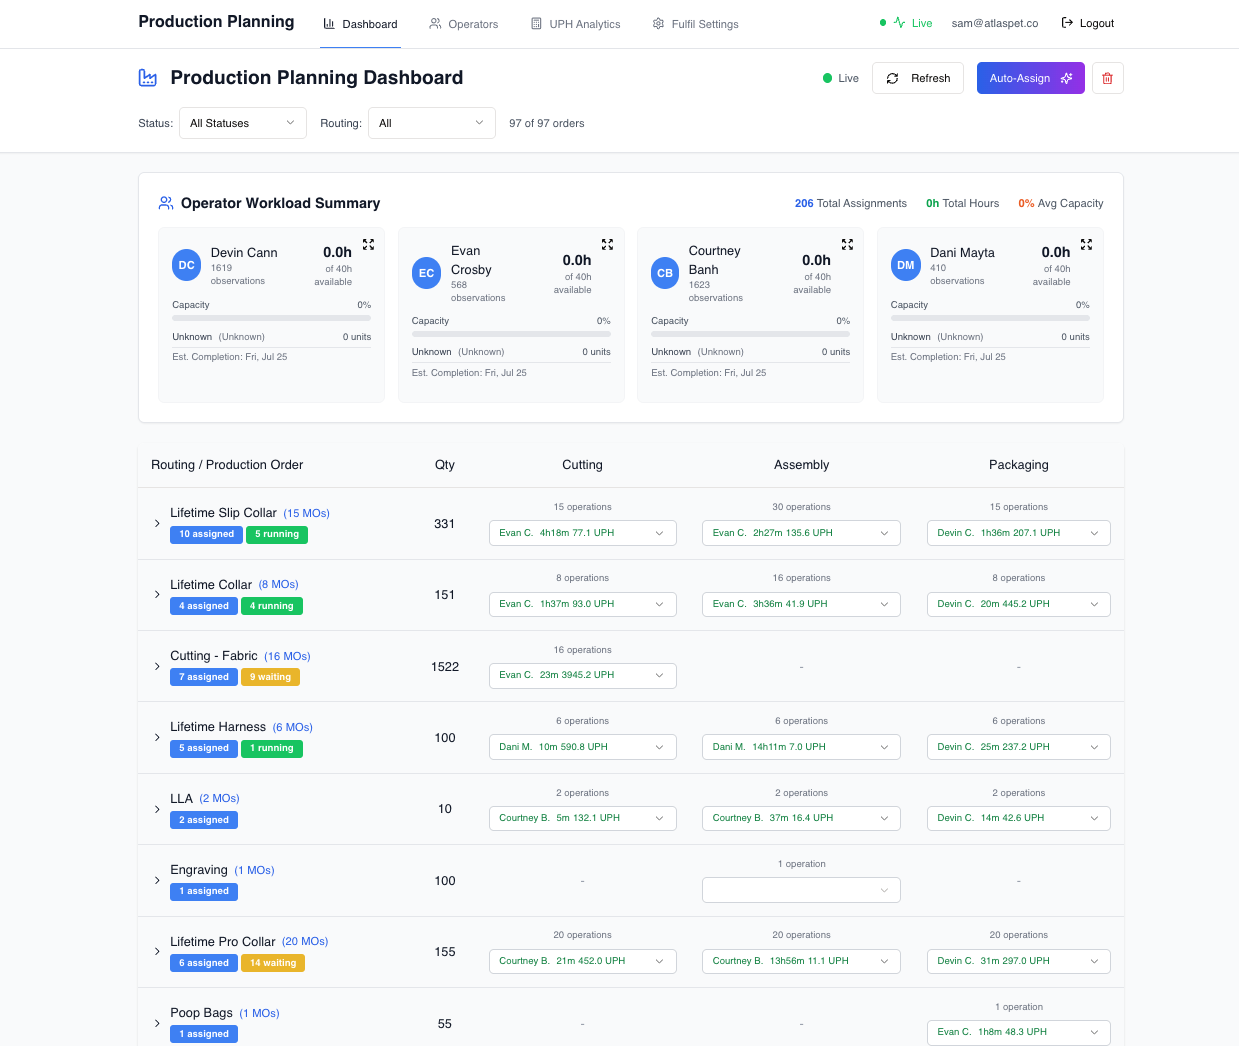 Production Planning
Dashboard
Operators
UPH Analytics
Fulfil Settings
Live
sam@atlaspet.co
Logout
Production Planning Dashboard
Live
Refresh
Auto-Assign
Status: All Statuses
Routing: All
97 of 97 orders
Operator Workload Summary
206 Total Assignments
0h Total Hours
0% Avg Capacity
DC
Devin Cann
1619
observations
0.0h
of 40h
available
Capacity 0%
Unknown (Unknown) 0 units
Est. Completion: Fri, Jul 25
EC
Evan
Crosby
568
observations
0.0h
of 40h
available
Capacity 0%
Unknown (Unknown) 0 units
Est. Completion: Fri, Jul 25
CB
Courtney
Banh
1623
observations
0.0h
of 40h
available
Capacity 0%
Unknown (Unknown) 0 units
Est. Completion: Fri, Jul 25
DM
Dani Mayta
410
observations
0.0h
of 40h
available
Capacity 0%
Unknown (Unknown) 0 units
Est. Completion: Fri, Jul 25
Routing / Production Order Qty Cutting Assembly Packaging
Lifetime Slip Collar (15 MOs)
10 assigned 5 running
331
15 operations
Evan C. 4h18m 77.1 UPH
30 operations
Evan C. 2h27m 135.6 UPH
15 operations
Devin C. 1h36m 207.1 UPH
Lifetime Collar (8 MOs)
4 assigned 4 running
151
8 operations
Evan C. 1h37m 93.0 UPH
16 operations
Evan C. 3h36m 41.9 UPH
8 operations
Devin C. 20m 445.2 UPH
Cutting - Fabric (16 MOs)
7 assigned 9 waiting
1522
16 operations
Evan C. 23m 3945.2 UPH
-
-
Lifetime Harness (6 MOs)
5 assigned 1 running
100
6 operations
Dani M. 10m 590.8 UPH
6 operations
Dani M. 14h11m 7.0 UPH
6 operations
Devin C. 25m 237.2 UPH
LLA (2 MOs)
2 assigned
10
2 operations
Courtney B. 5m 132.1 UPH
2 operations
Courtney B. 37m 16.4 UPH
2 operations
Devin C. 14m 42.6 UPH
Engraving (1 MOs)
1 assigned
100
-
1 operation
-
Lifetime Pro Collar (20 MOs)
6 assigned 14 waiting
155
20 operations
Courtney B. 21m 452.0 UPH
20 operations
Courtney B. 13h56m 11.1 UPH
20 operations
Devin C. 31m 297.0 UPH
Poop Bags (1 MOs)
1 assigned
55
-
-
1 operation
Evan C. 1h8m 48.3 UPH